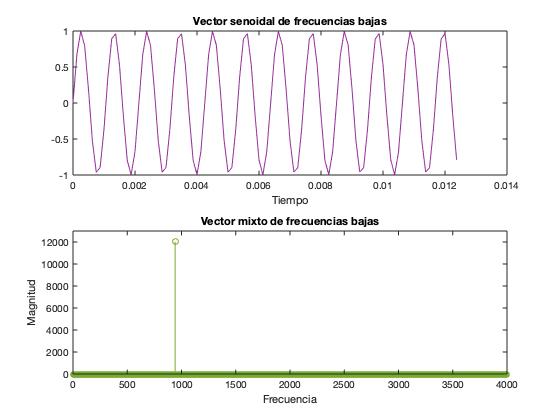 Vector senoidal de frecuencias bajas
1
0.5
0
-0.5
-1
0 0.002 0.004 0.006 0.008 0.01 0.012 0.014
Tiempo
Vector mixto de frecuencias bajas
12000
10000
8000
6000
4000
2000
0
Magnitud
0 500 1000 1500 2000 2500 3000 3500 4000
Frecuencia